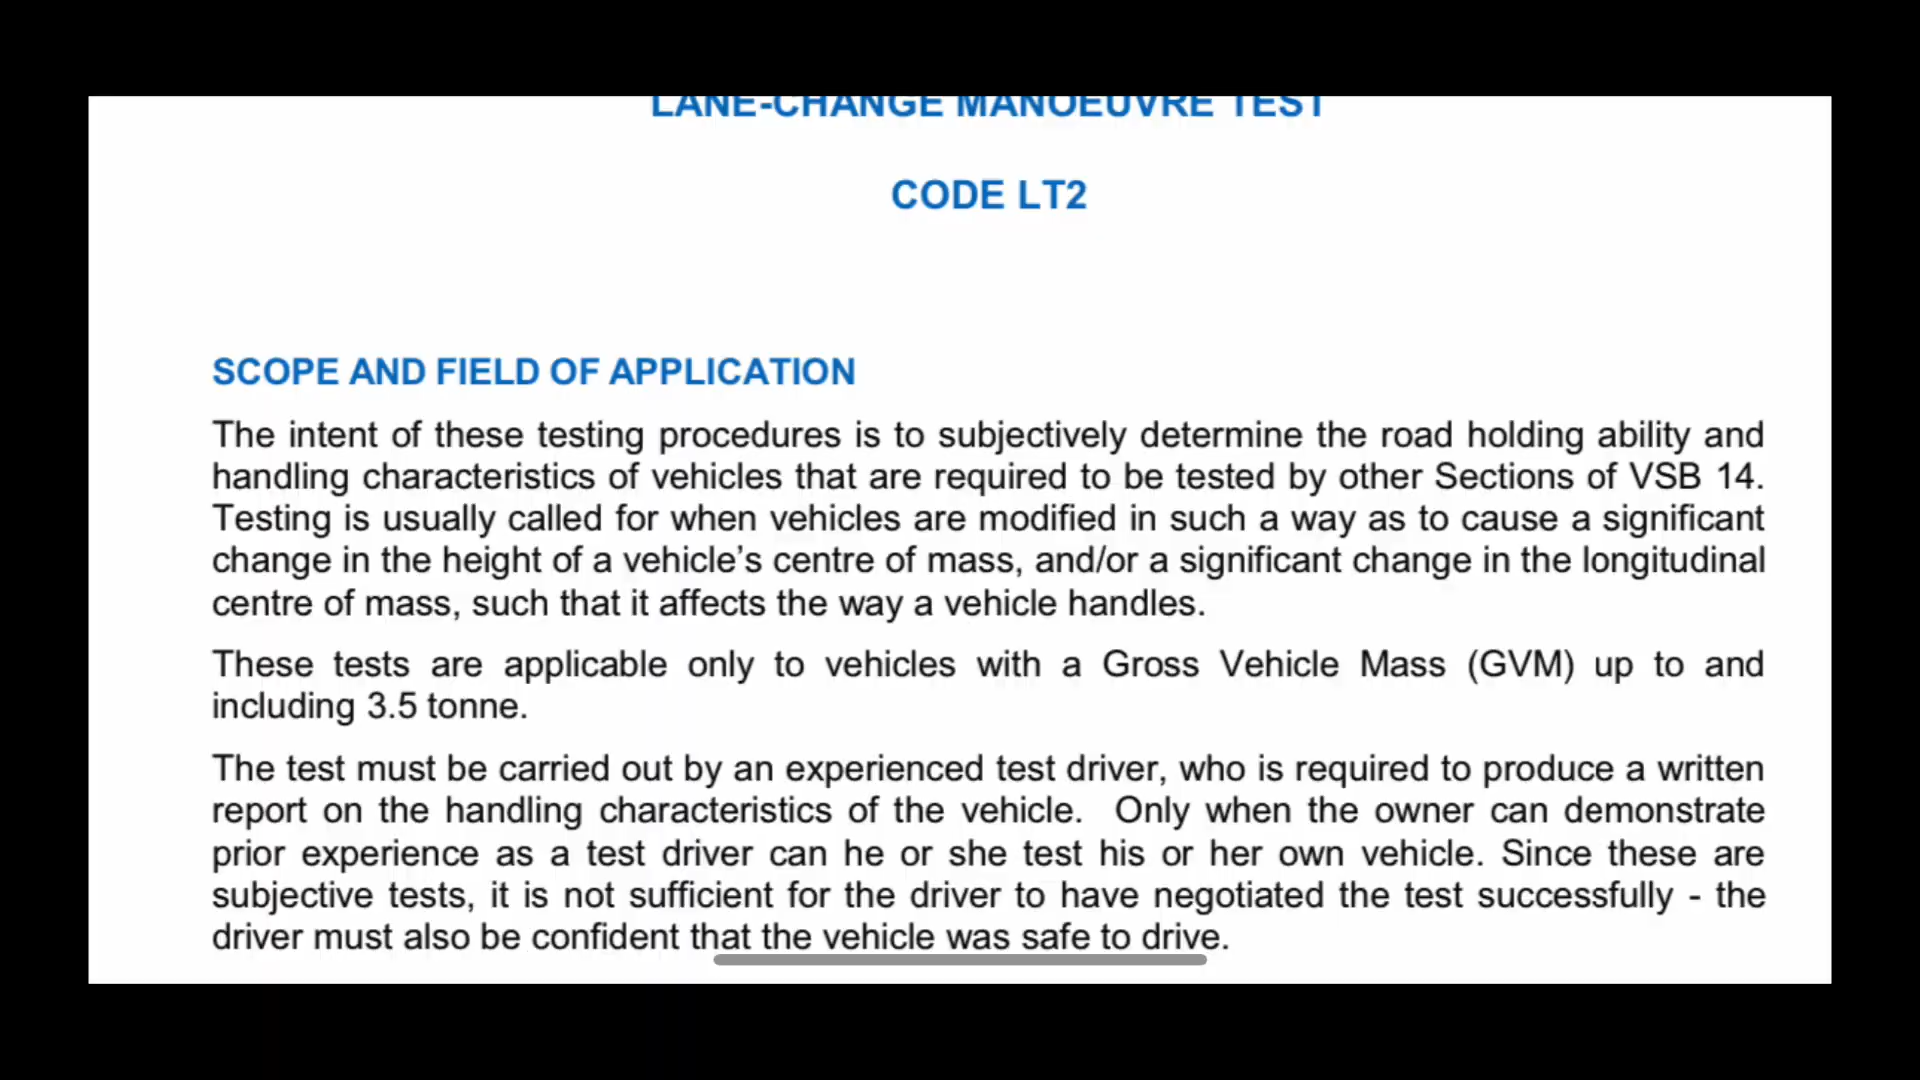 LANE-CHANGE MANOEUVRE TEST
CODE LT2
SCOPE AND FIELD OF APPLICATION
The intent of these testing procedures is to subjectively determine the road holding ability and
handling characteristics of vehicles that are required to be tested by other Sections of VSB 14.
Testing is usually called for when vehicles are modified in such a way as to cause a significant
change in the height of a vehicle’s centre of mass, and/or a significant change in the longitudinal
centre of mass, such that it affects the way a vehicle handles.
These tests are applicable only to vehicles with a Gross Vehicle Mass (GVM) up to and
including 3.5 tonne.
The test must be carried out by an experienced test driver, who is required to produce a written
report on the handling characteristics of the vehicle. Only when the owner can demonstrate
prior experience as a test driver can he or she test his or her own vehicle. Since these are
subjective tests, it is not sufficient for the driver to have negotiated the test successfully - the
driver must also be confident that the vehicle was safe to drive.